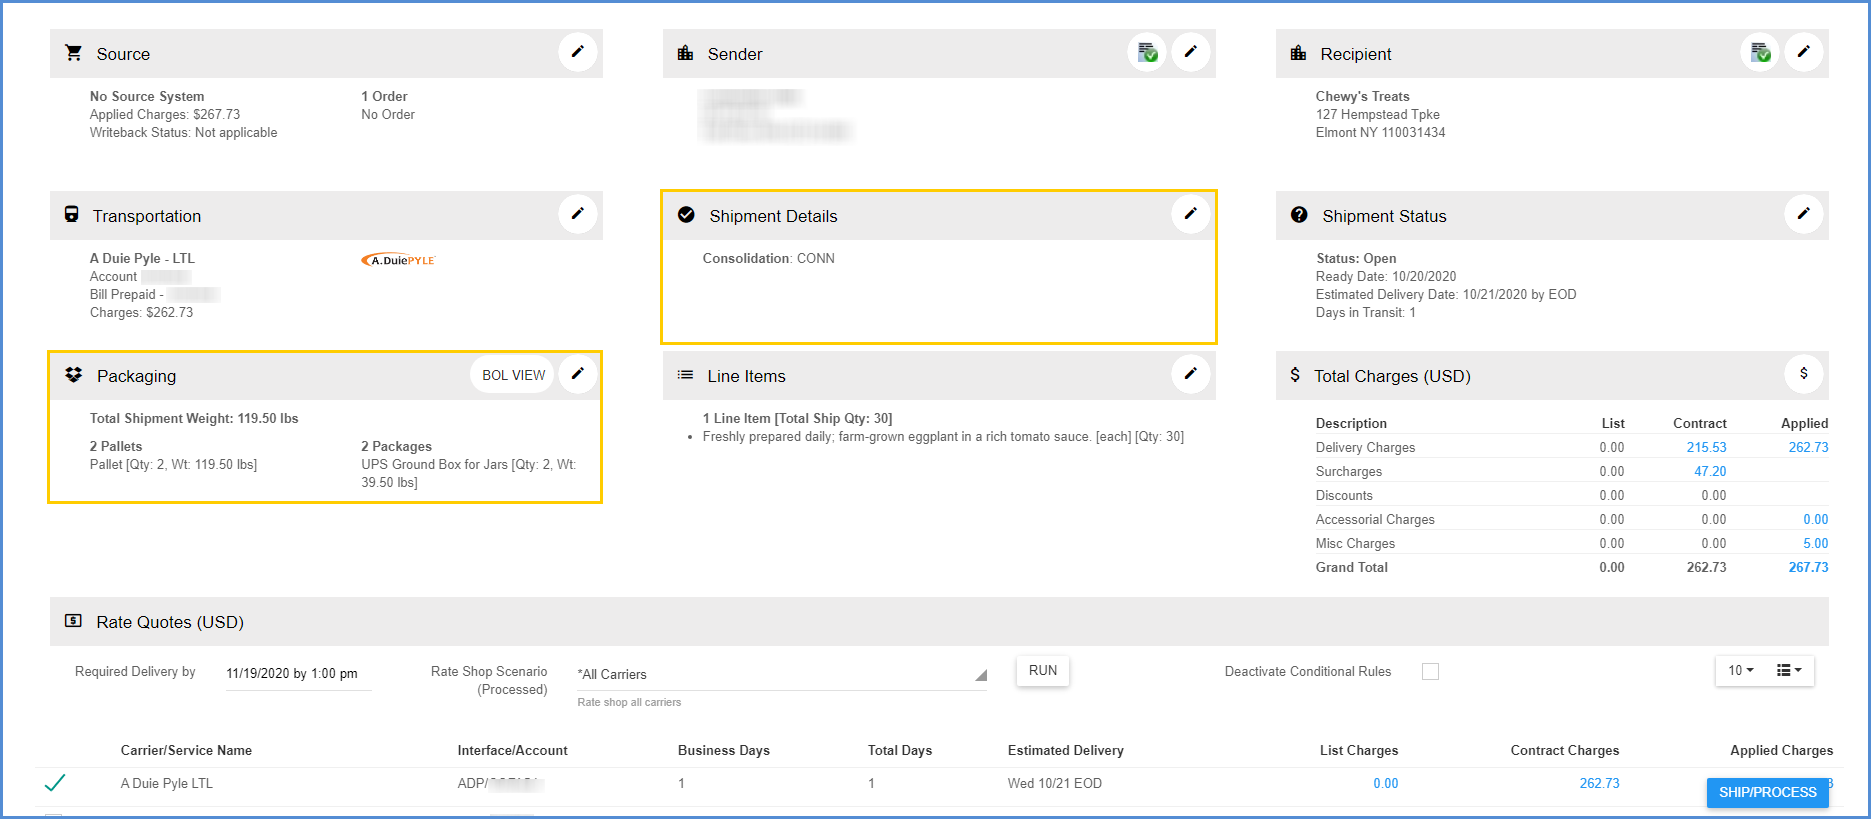 Source
No Source System
Applied Charges: $267.73
Writeback Status: Not applicable
1 Order
No Order
Sender
Recipient
Chewy's Treats
127 Hempstead Tpke
Elmont NY 110031434
Transportation
A Duie Pyle - LTL
Account
Bill Prepaid -
Charges: $262.73
A.DuiePYLE
Shipment Details
Consolidation: CONN
Shipment Status
Status: Open
Ready Date: 10/20/2020
Estimated Delivery Date: 10/21/2020 by EOD
Days in Transit: 1
Packaging
BOL VIEW
Total Shipment Weight: 119.50 lbs
2 Pallets
Pallet [Qty: 2, Wt: 119.50 lbs]
2 Packages
UPS Ground Box for Jars [Qty: 2, Wt:
39.50 lbs]
Line Items
1 Line Item [Total Ship Qty: 30]
Freshly prepared daily; farm-grown eggplant in a rich tomato sauce. [each] [Qty: 30]
$ Total Charges (USD) $
Description List Contract Applied
Delivery Charges 0.00 215.53 262.73
Surcharges 0.00 47.20
Discounts 0.00 0.00
Accessorial Charges 0.00 0.00 0.00
Misc Charges 0.00 0.00 5.00
Grand Total 0.00 262.73 267.73
Rate Quotes (USD)
Required Delivery by 11/19/2020 by 1:00 pm
Rate Shop Scenario
(Processed)
*All Carriers
Rate shop all carriers
RUN
Deactivate Conditional Rules
10
Carrier/Service Name Interface/Account Business Days Total Days Estimated Delivery List Charges Contract Charges Applied Charges
A Duie Pyle LTL ADP/ 1 1 Wed 10/21 EOD 0.00 262.73 3
SHIP/PROCESS